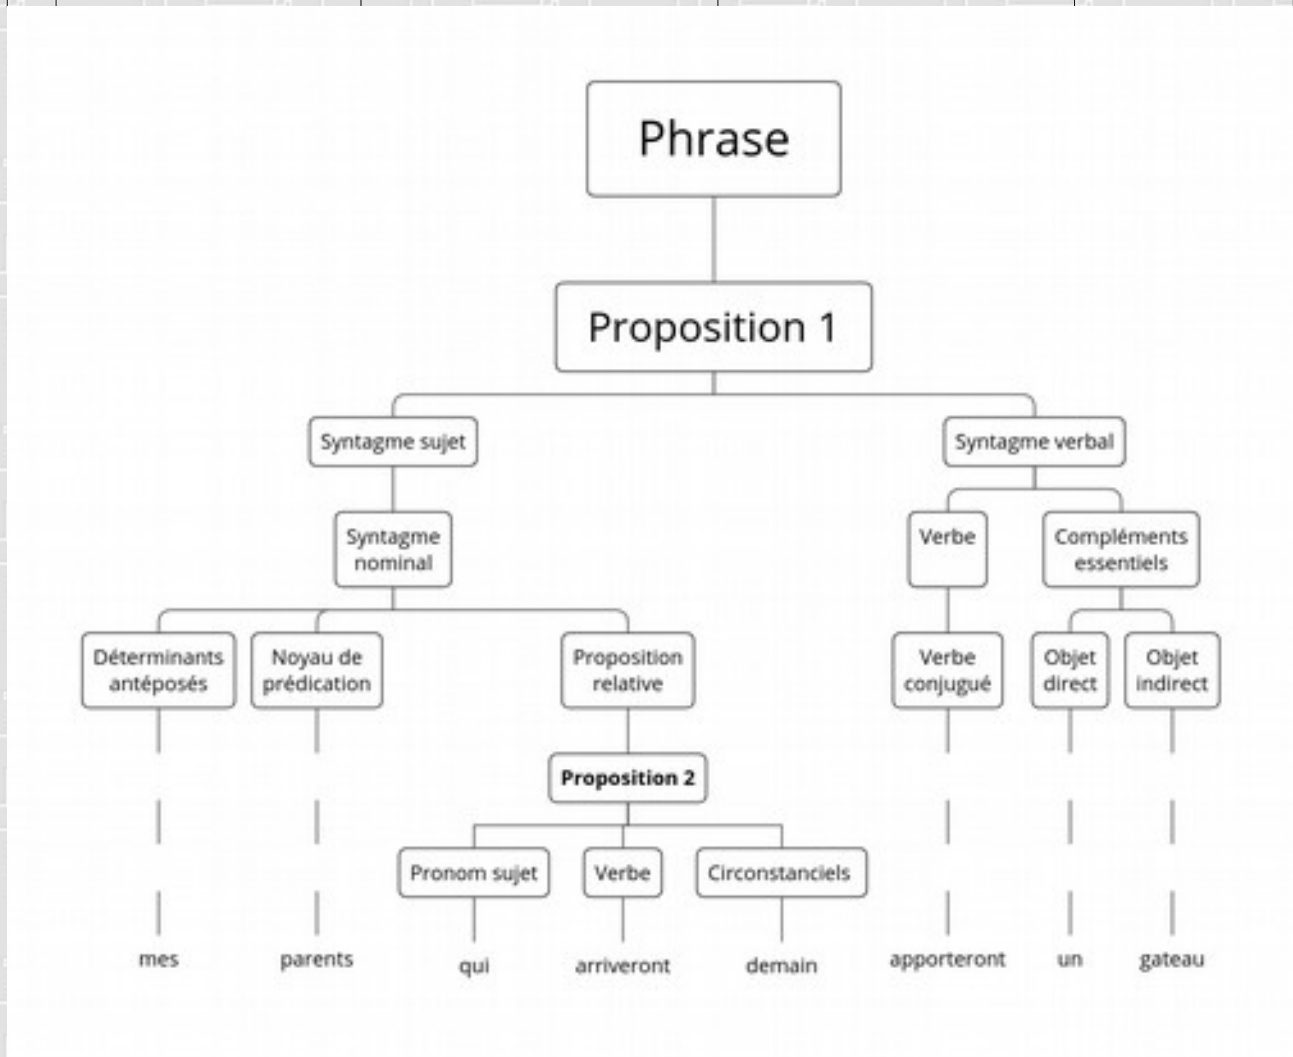 Phrase
Proposition 1
Syntagme sujet
Syntagme verbal
Syntagme
nominal
Verbe
Compléments
essentiels
Déterminants
antéposés
Noyau de
prédication
Proposition
relative
Verbe
conjugué
Objet
direct
Objet
indirect
Proposition 2
Pronom sujet
Verbe
Circonstanciels
mes
parents
qui
arriveront
demain
apporteront
un
gateau